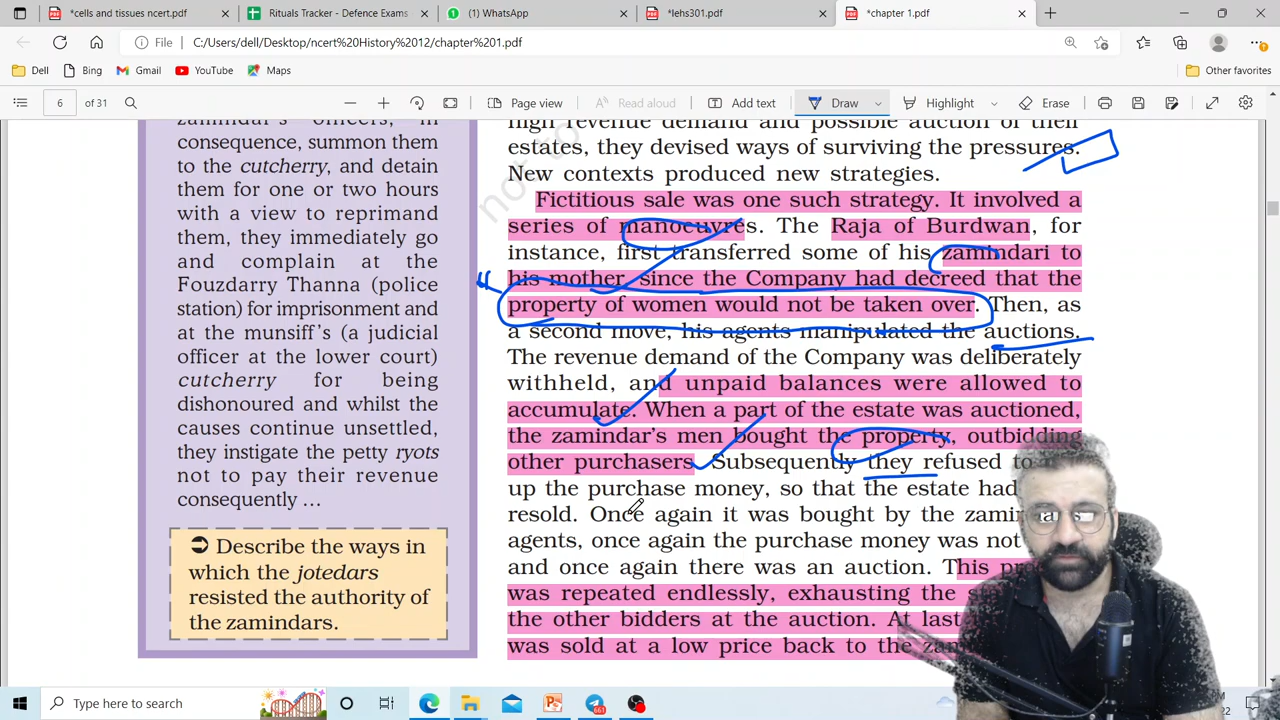 *cells and tissues ncert.pdf
Rituals Tracker - Defence Exams
(1) WhatsApp
*lehs301.pdf
*chapter 1.pdf
File
C:/Users/dell/Desktop/ncert%20History%2012/chapter%201.pdf
Dell
Bing
Gmail
YouTube
Maps
Other favorites
6 of 31
Page view
Read aloud
Add text
Draw
Highlight
Erase
zamindar's officers, in
consequence, summon them
to the cutcherry, and detain
them for one or two hours
with a view to reprimand
them, they immediately go
and complain at the
Fouzdarry Thanna (police
station) for imprisonment and
at the munsiff's (a judicial
officer at the lower court)
cutcherry for being
dishonoured and whilst the
causes continue unsettled,
they instigate the petty ryots
not to pay their revenue
consequently …
Describe the ways in
which the jotedars
resisted the authority of
the zamindars.
high revenue demand and possible auction of their
estates, they devised ways of surviving the pressures.
New contexts produced new strategies.
Fictitious sale was one such strategy. It involved a
series of manoeuvres. The Raja of Burdwan, for
instance, first transferred some of his zamindari to
his mother, since the Company had decreed that the
property of women would not be taken over. Then, as
a second move, his agents manipulated the auctions.
The revenue demand of the Company was deliberately
withheld, and unpaid balances were allowed to
accumulate. When a part of the estate was auctioned,
the zamindar's men bought the property, outbidding
other purchasers. Subsequently they refused to
up the purchase money, so that the estate had
resold. Once again it was bought by the
agents, once again the purchase money was not
and once again there was an auction. This
was repeated endlessly, exhausting the
the other bidders at the auction. At last
was sold at a low price back to the
not to
Type here to search
661